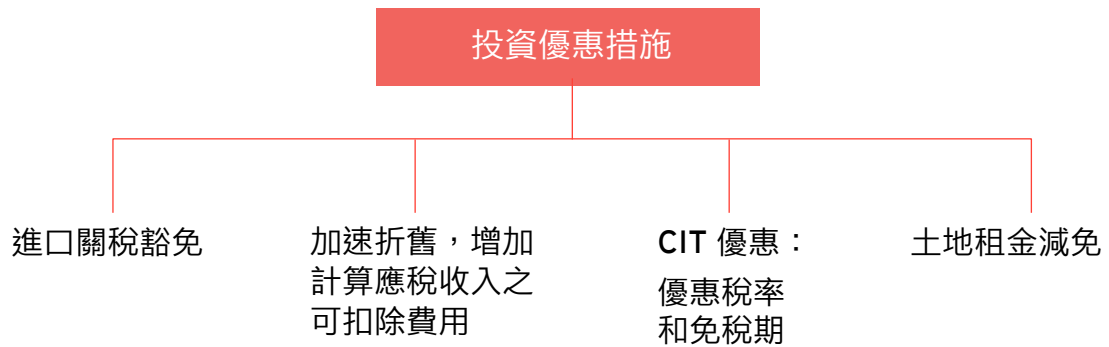 投資優惠措施
進口關稅豁免
加速折舊，增加
計算應稅收入之
可扣除費用
CIT 優惠：
優惠稅率
和免稅期
土地租金減免